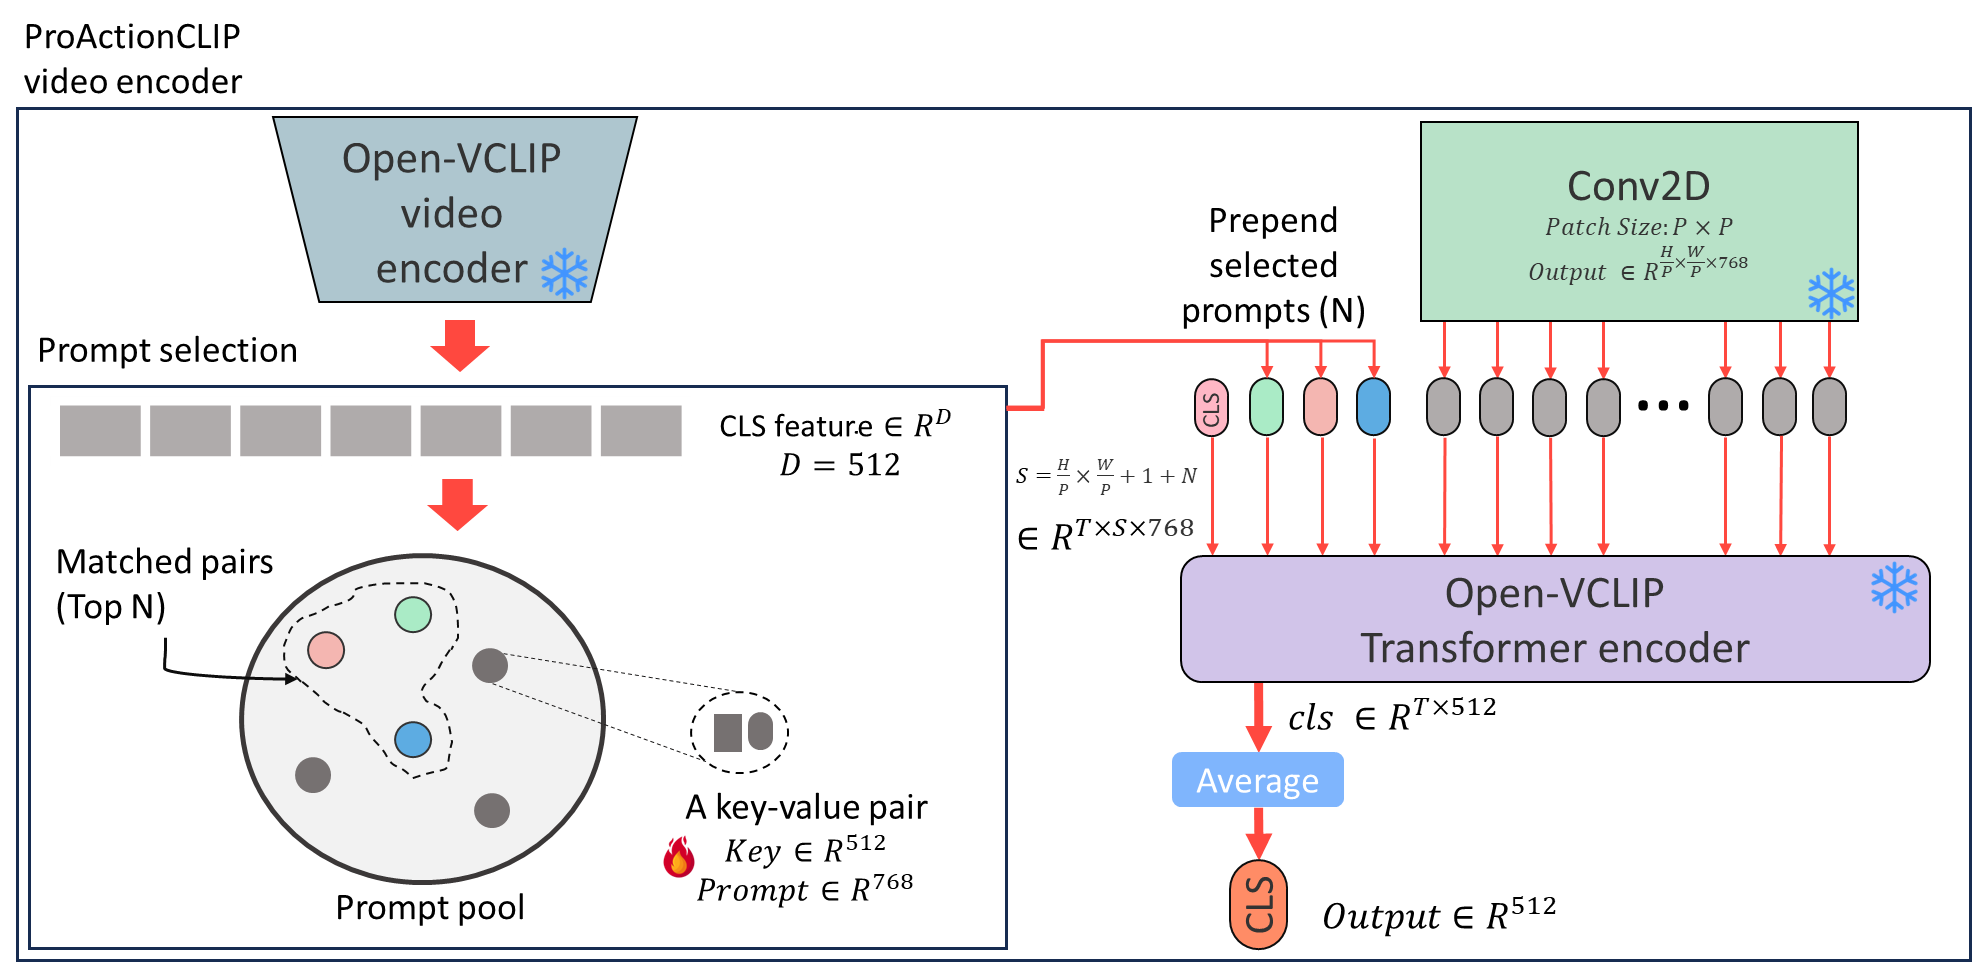 ProActionCLIP
video encoder
Open-VCLIP
video
encoder
Prompt selection
CLS feature ∈ R^D
D = 512
Matched pairs
(Top N)
A key-value pair
Key ∈ R^512
Prompt ∈ R^768
Prompt pool
Prepend
selected
prompts (N)
Conv2D
Patch Size: P × P
Output ∈ R^(H/P × W/P × 768)
CLS
...
S = H/P × W/P + 1 + N
∈ R^(T×S×768)
Open-VCLIP
Transformer encoder
cls ∈ R^(T×512)
Average
CLS
Output ∈ R^512